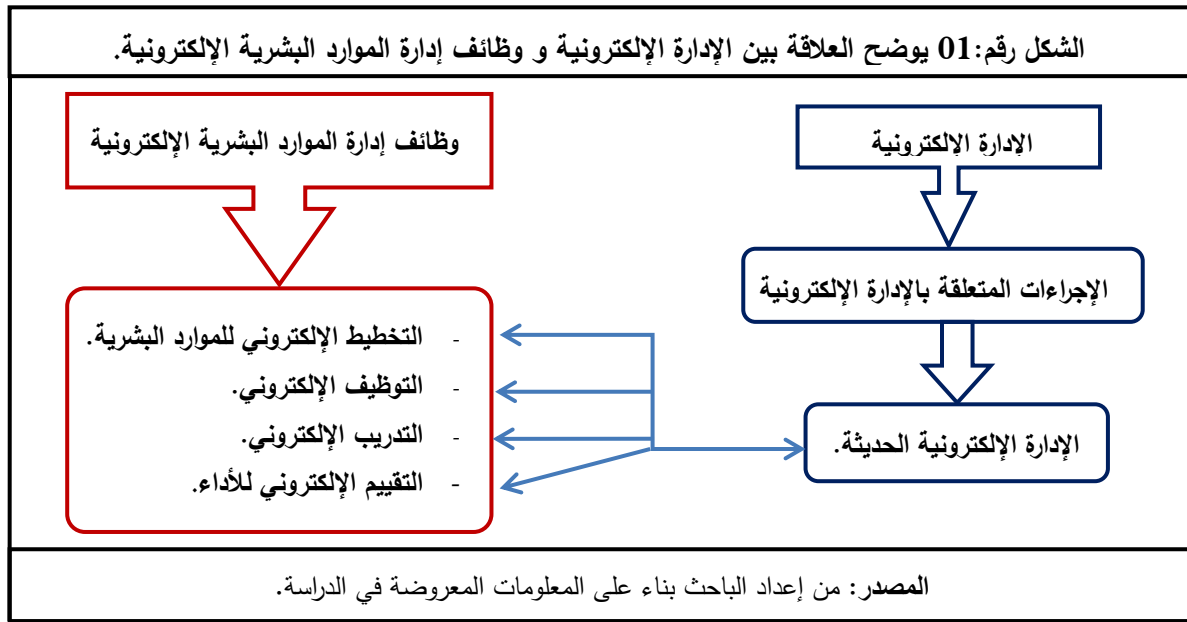 الشكل رقم:01 يوضح العلاقة بين الإدارة الإلكترونية و وظائف إدارة الموارد البشرية الإلكترونية.
الإدارة الإلكترونية
وظائف إدارة الموارد البشرية الإلكترونية
الإجراءات المتعلقة بالإدارة الإلكترونية
الإدارة الإلكترونية الحديثة.
- التخطيط الإلكتروني للموارد البشرية.
- التوظيف الإلكتروني.
- التدريب الإلكتروني.
- التقييم الإلكتروني للأداء.
المصدر: من إعداد الباحث بناء على المعلومات المعروضة في الدراسة.